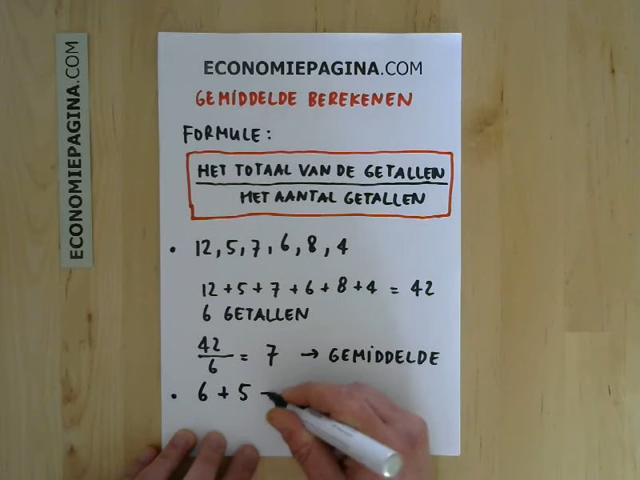 ECONOMIEPAGINA.COM
ECONOMIEPAGINA.COM
GEMIDDELDE BEREKENEN
FORMULE:
HET TOTAAL VAN DE GETALLEN
HET AANTAL GETALLEN
• 12, 5, 7, 6, 8, 4
12 + 5 + 7 + 6 + 8 + 4 = 42
6 GETALLEN
42/6 = 7 → GEMIDDELDE
• 6 + 5